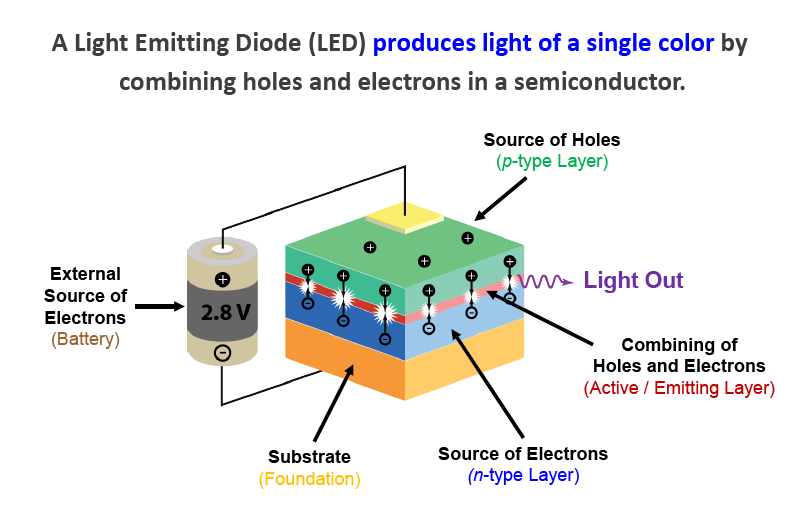 A Light Emitting Diode (LED) produces light of a single color by
combining holes and electrons in a semiconductor.
Source of Holes
(p-type Layer)
External
Source of
Electrons
(Battery)
2.8 V
Light Out
Combining of
Holes and Electrons
(Active / Emitting Layer)
Source of Electrons
(n-type Layer)
Substrate
(Foundation)